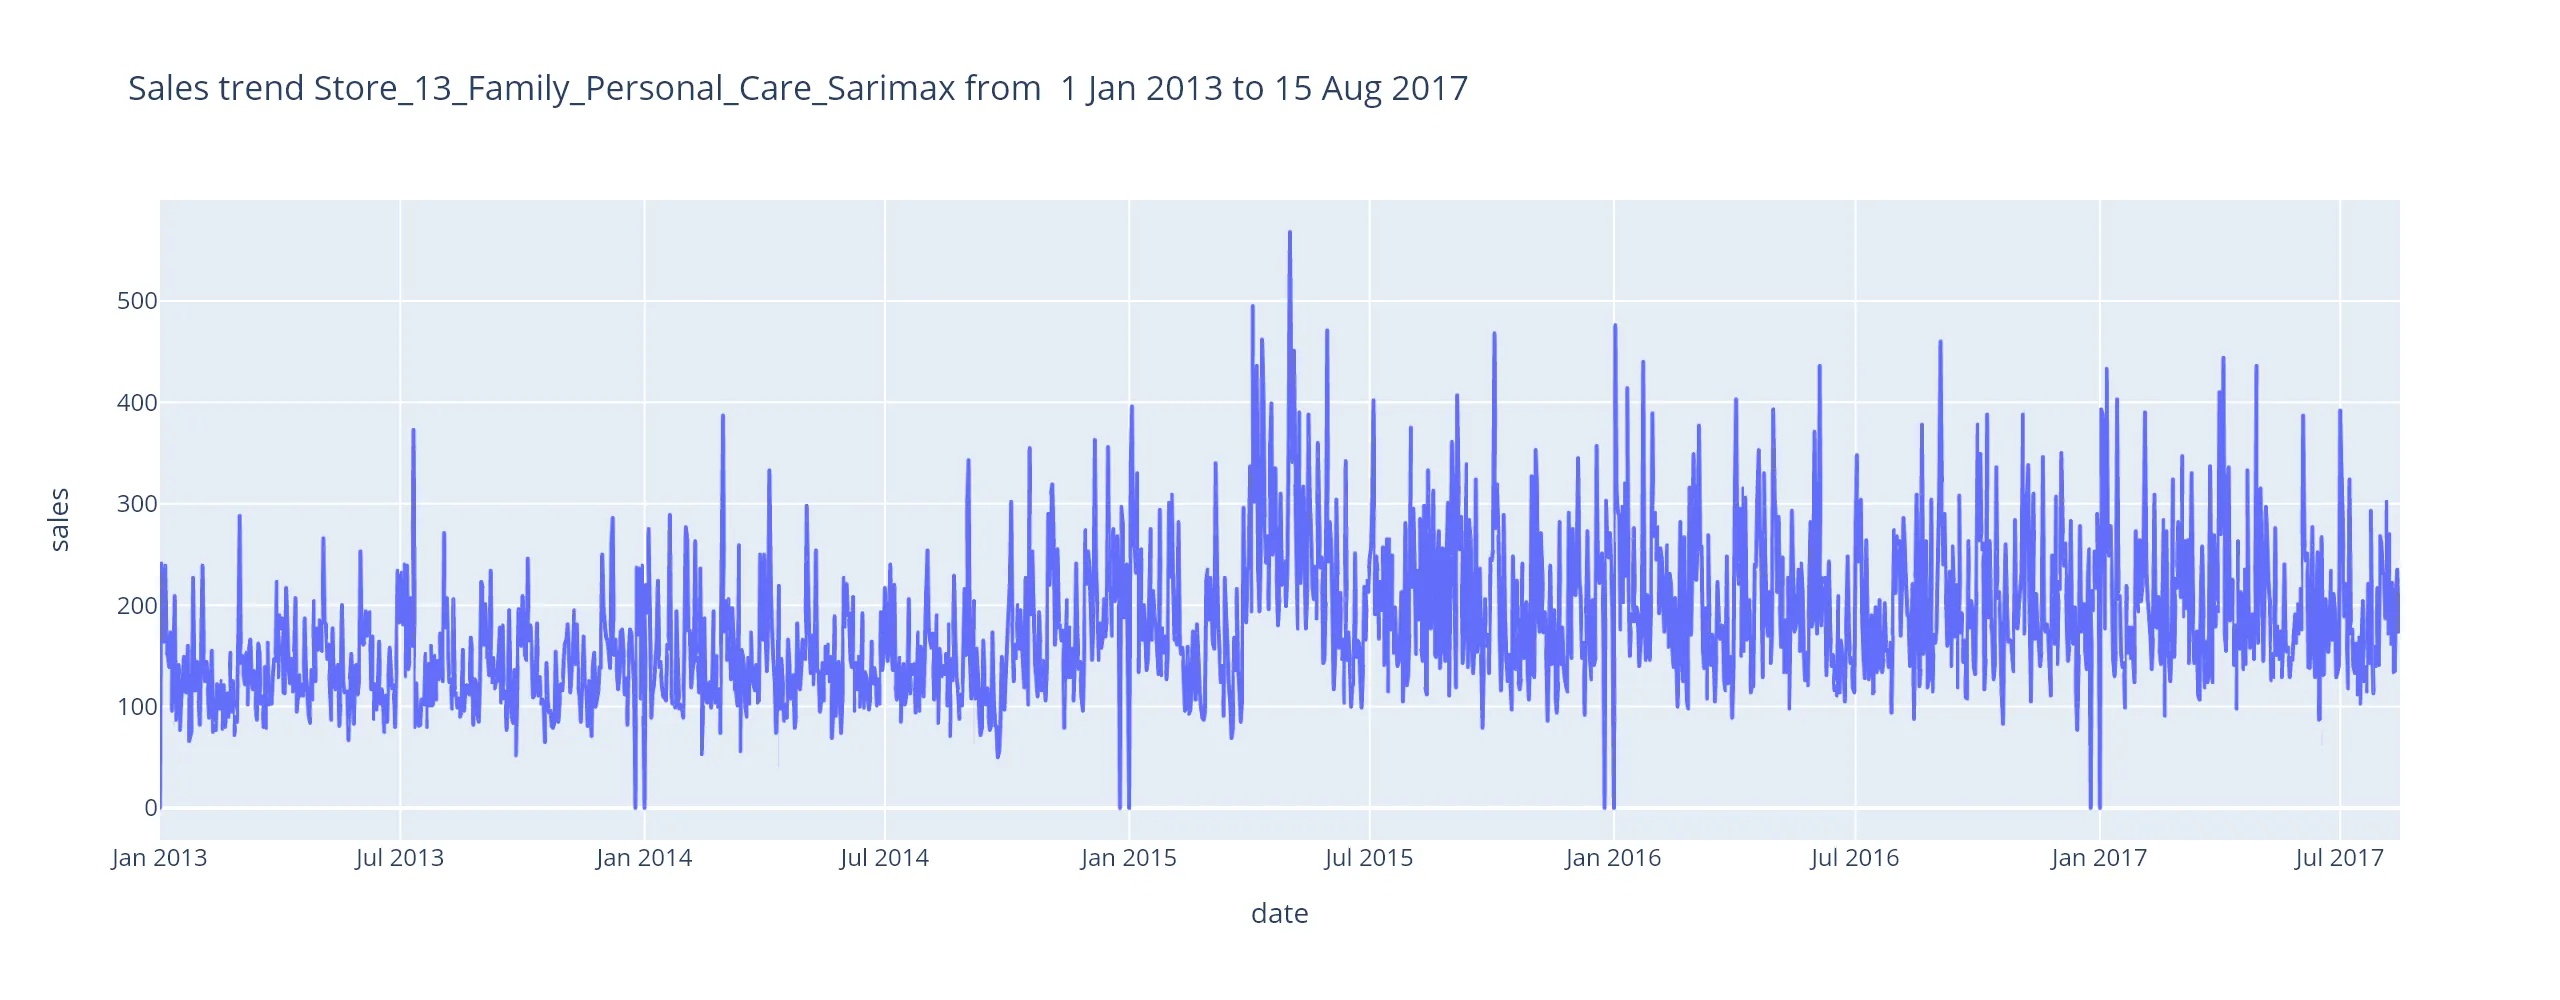 Sales trend Store_13_Family_Personal_Care_Sarimax from  1 Jan 2013 to 15 Aug 2017
500
400
300
200
100
0
sales
Jan 2013 Jul 2013 Jan 2014 Jul 2014 Jan 2015 Jul 2015 Jan 2016 Jul 2016 Jan 2017 Jul 2017
date